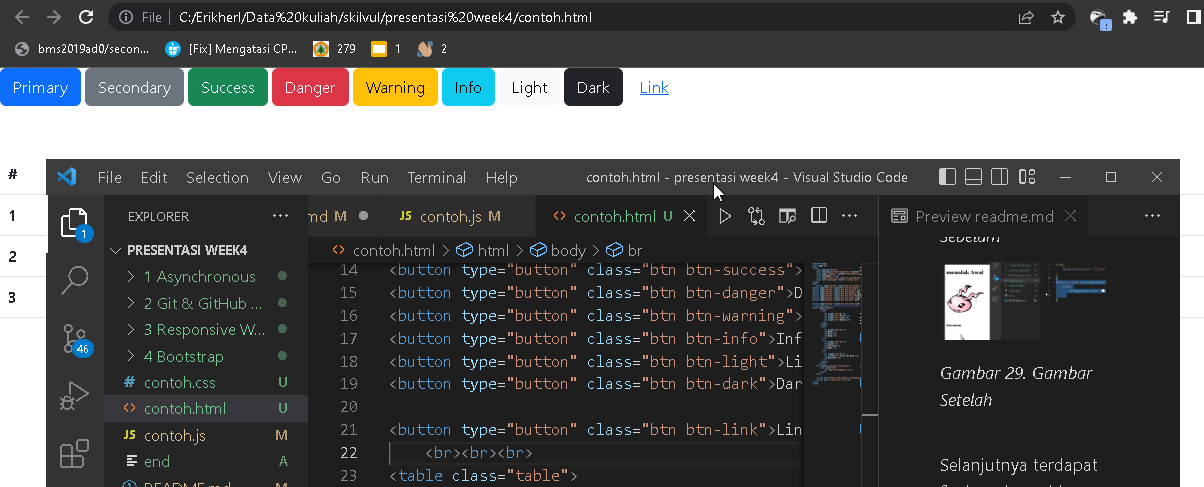 File C:/Erikherl/Data%20kuliah/skilvul/presentasi%20week4/contoh.html
bms2019ad0/secon... [Fix] Mengatasi CP... 279 1 2
Primary Secondary Success Danger Warning Info Light Dark Link
#
1
2
3
File Edit Selection View Go Run Terminal Help contoh.html - presentasi week4 - Visual Studio Code
EXPLORER ...
md M
JS contoh.js M
contoh.html U
Preview readme.md
...
contoh.html > html > body > br
1
PRESENTASI WEEK4
1 Asynchronous
2 Git & GitHub ...
3 Responsive W...
4 Bootstrap
# contoh.css U
contoh.html U
JS contoh.js M
end A
README.md M
46
14 <button type="button" class="btn btn-success">
15 <button type="button" class="btn btn-danger">D
16 <button type="button" class="btn btn-warning">
17 <button type="button" class="btn btn-info">Inf
18 <button type="button" class="btn btn-light">Li
19 <button type="button" class="btn btn-dark">Dar
20
21 <button type="button" class="btn btn-link">Lin
22 <br><br><br>
23 <table class="table">
Sebelum
menolak Awal
Gambar 29. Gambar
Setelah
Selanjutnya terdapat